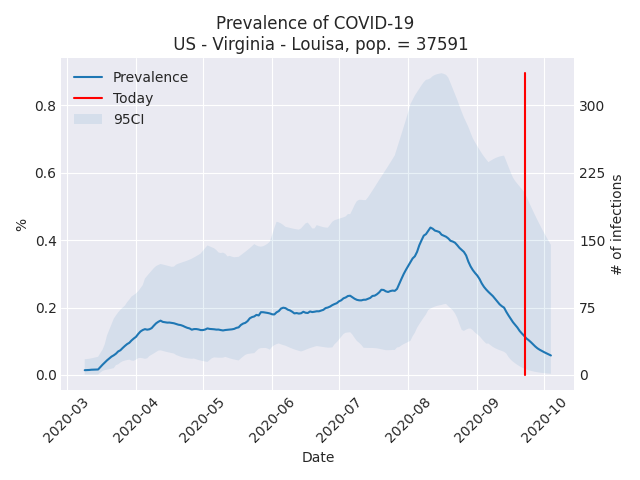 Prevalence of COVID-19
US - Virginia - Louisa, pop. = 37591
Prevalence
Today
95CI
0.8
0.6
0.4
0.2
0.0
%
300
225
150
75
0
# of infections
2020-03
2020-04
2020-05
2020-06
2020-07
2020-08
2020-09
2020-10
Date